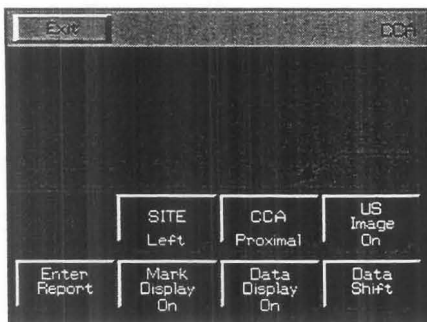 Exit
CCA
SITE
Left
CCA
Proximal
US
Image
On
Enter
Report
Mark
Display
On
Data
Display
On
Data
Shift